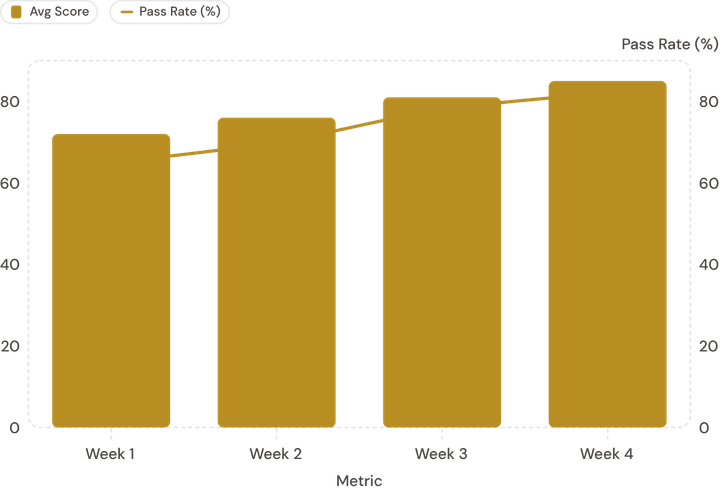 Avg Score
Pass Rate (%)
Pass Rate (%)
80 80
60 60
40 40
20 20
0 0
Week 1 Week 2 Week 3 Week 4
Metric